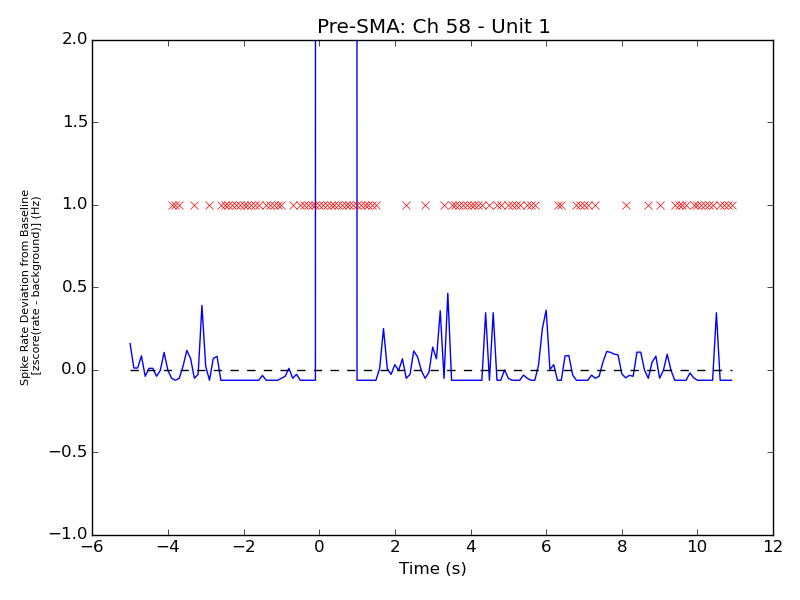 Pre-SMA: Ch 58 - Unit 1
2.0
1.5
1.0
0.5
0.0
−0.5
−1.0
Spike Rate Deviation from Baseline
[zscore(rate - background)] (Hz)
−6 −4 −2 0 2 4 6 8 10 12
Time (s)